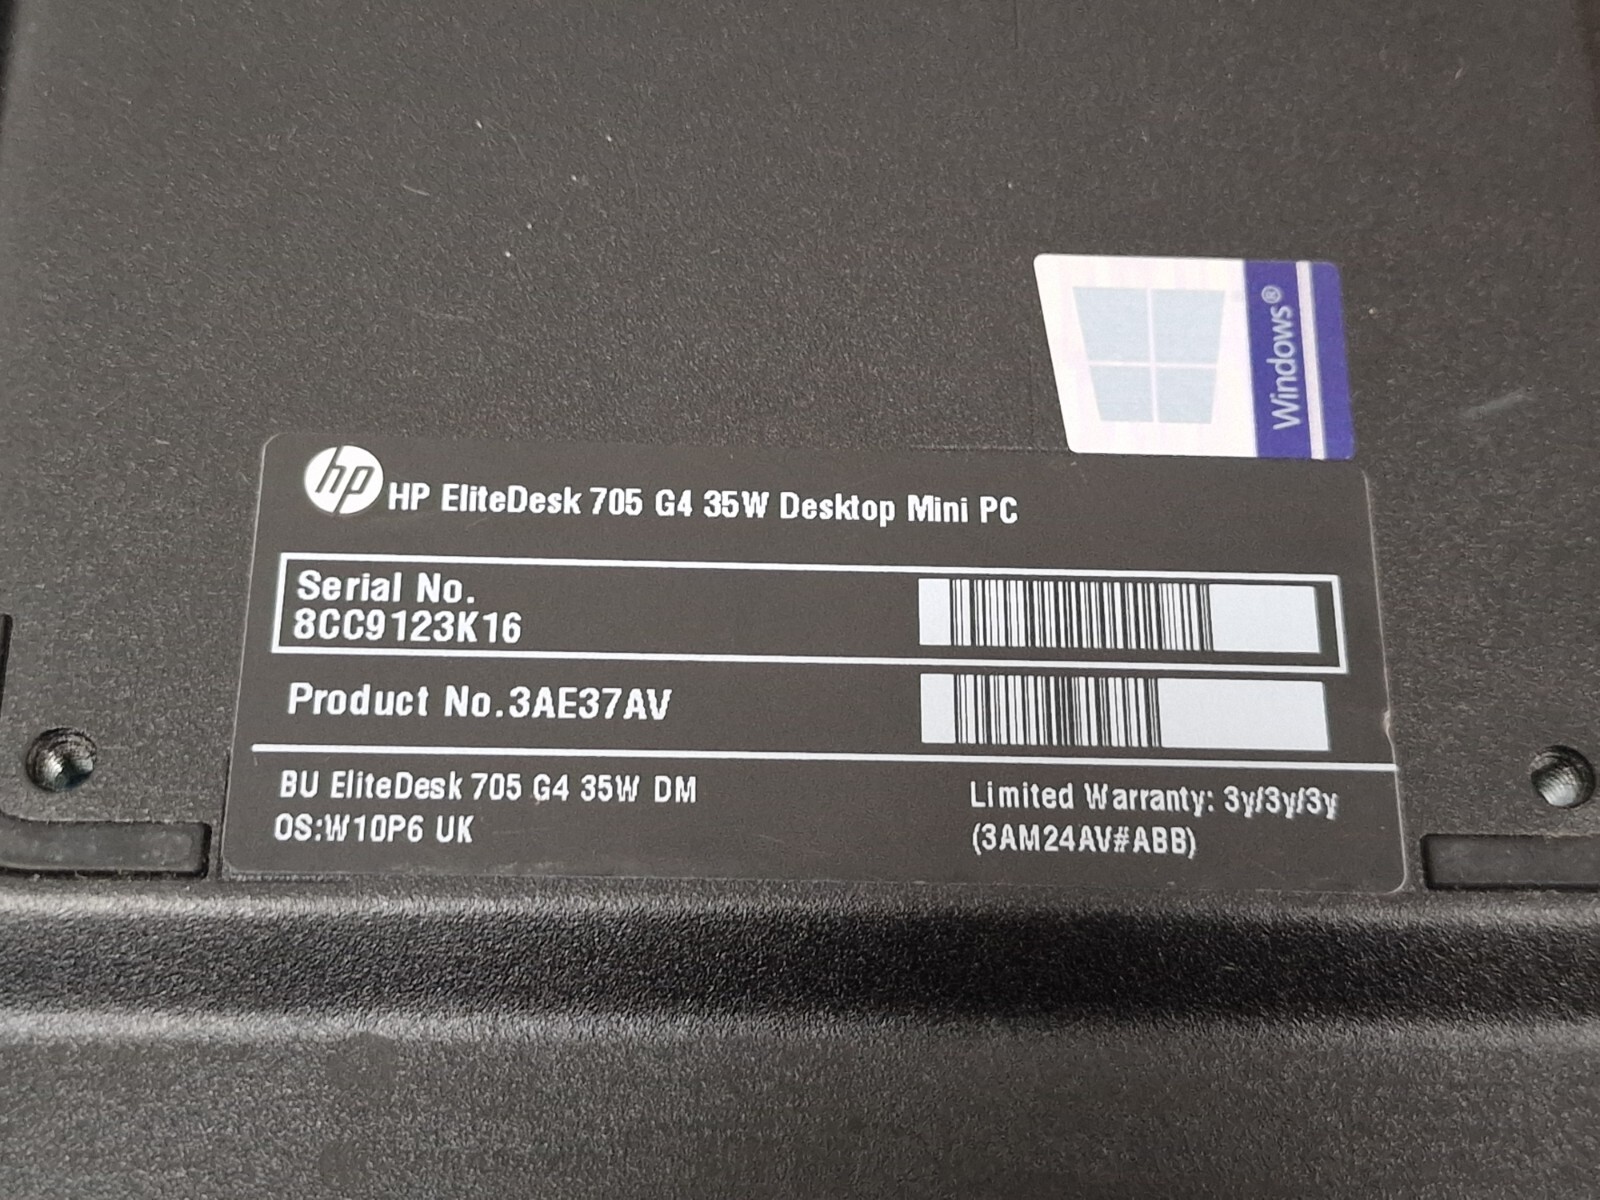 Windows®
hp
HP EliteDesk 705 G4 35W Desktop Mini PC
Serial No.
8CC9123K16
Product No.3AE37AV
BU EliteDesk 705 G4 35W DM
OS:W10P6 UK
Limited Warranty: 3y/3y/3y
(3AM24AV#ABB)